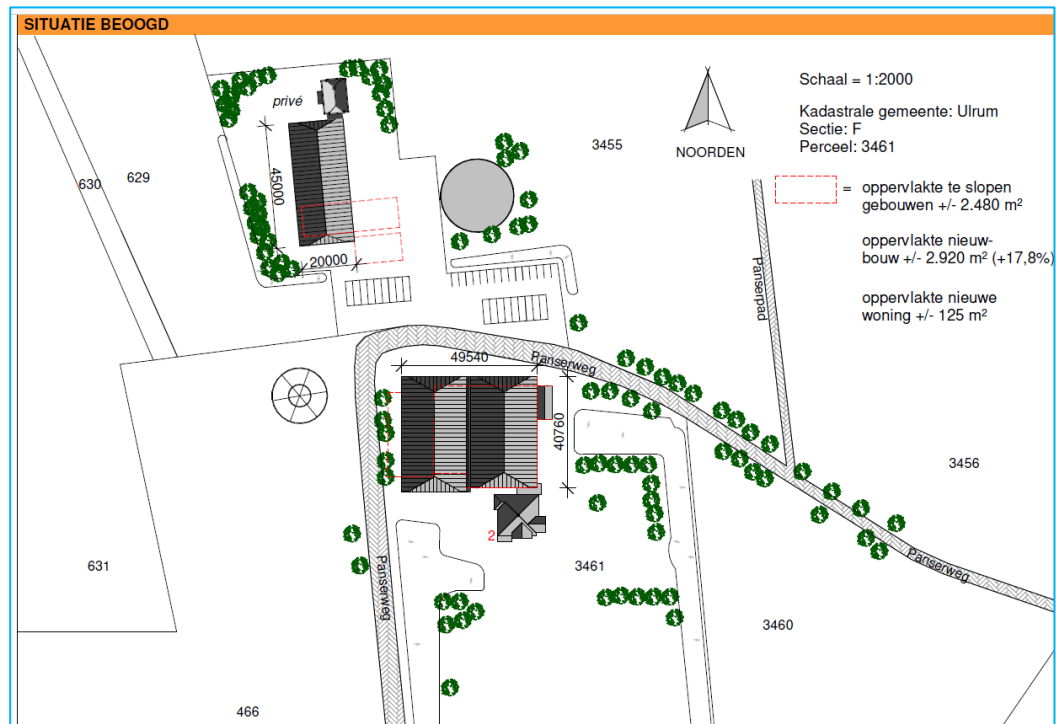 SITUATIE BEOOGD
privé
Schaal = 1:2000
Kadastrale gemeente: Ulrum
Sectie: F
Perceel: 3461
NOORDEN
3455
630
629
45000
20000
= oppervlakte te slopen
gebouwen +/- 2.480 m²
oppervlakte nieuw-
bouw +/- 2.920 m² (+17,8%)
oppervlakte nieuwe
woning +/- 125 m²
Panserpad
49540
Panserweg
40760
3456
2
631
Panserweg
3461
Panserweg
3460
466